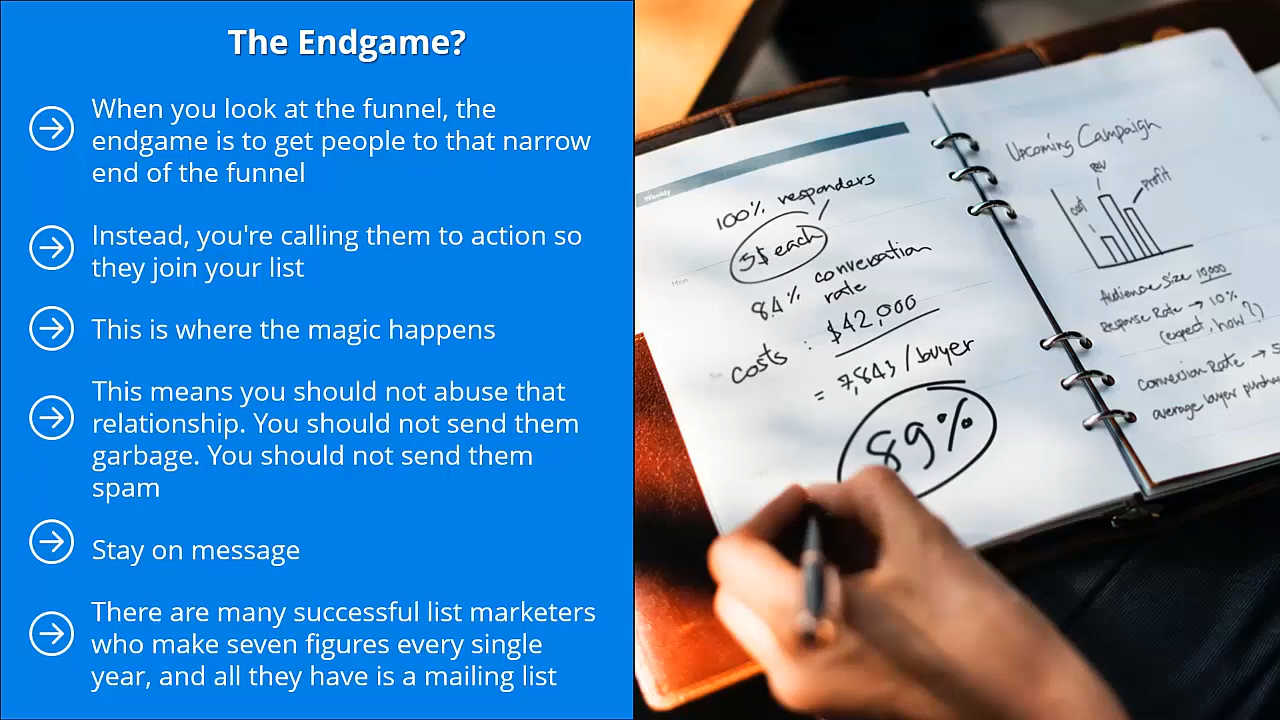 The Endgame?
When you look at the funnel, the
endgame is to get people to that narrow
end of the funnel
Instead, you're calling them to action so
they join your list
This is where the magic happens
This means you should not abuse that
relationship. You should not send them
garbage. You should not send them
spam
Stay on message
There are many successful list marketers
who make seven figures every single
year, and all they have is a mailing list
Weekly
100% responders
5$ each
Mon
8.4% conversation
rate
costs : $42,000
= 7,843 / buyer
89%
Upcoming Campaign
cost
Rev
profit
Audience Size 10,000
Response Rate → 10%
(expect, how?)
Conversion Rate → 5
average buyer purcha